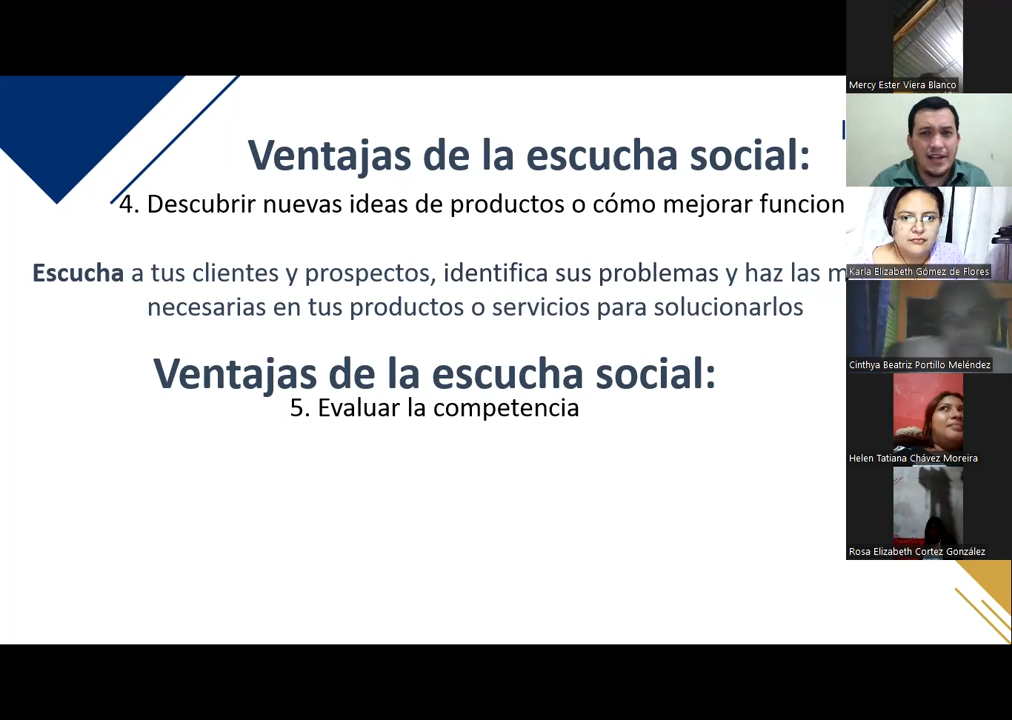 Ventajas de la escucha social:
4. Descubrir nuevas ideas de productos o cómo mejorar funcion
Escucha a tus clientes y prospectos, identifica sus problemas y haz las m
necesarias en tus productos o servicios para solucionarlos
Ventajas de la escucha social:
5. Evaluar la competencia
Mercy Ester Viera Blanco
Karla Elizabeth Gómez de Flores
Cinthya Beatriz Portillo Meléndez
Helen Tatiana Chávez Moreira
Rosa Elizabeth Cortez González